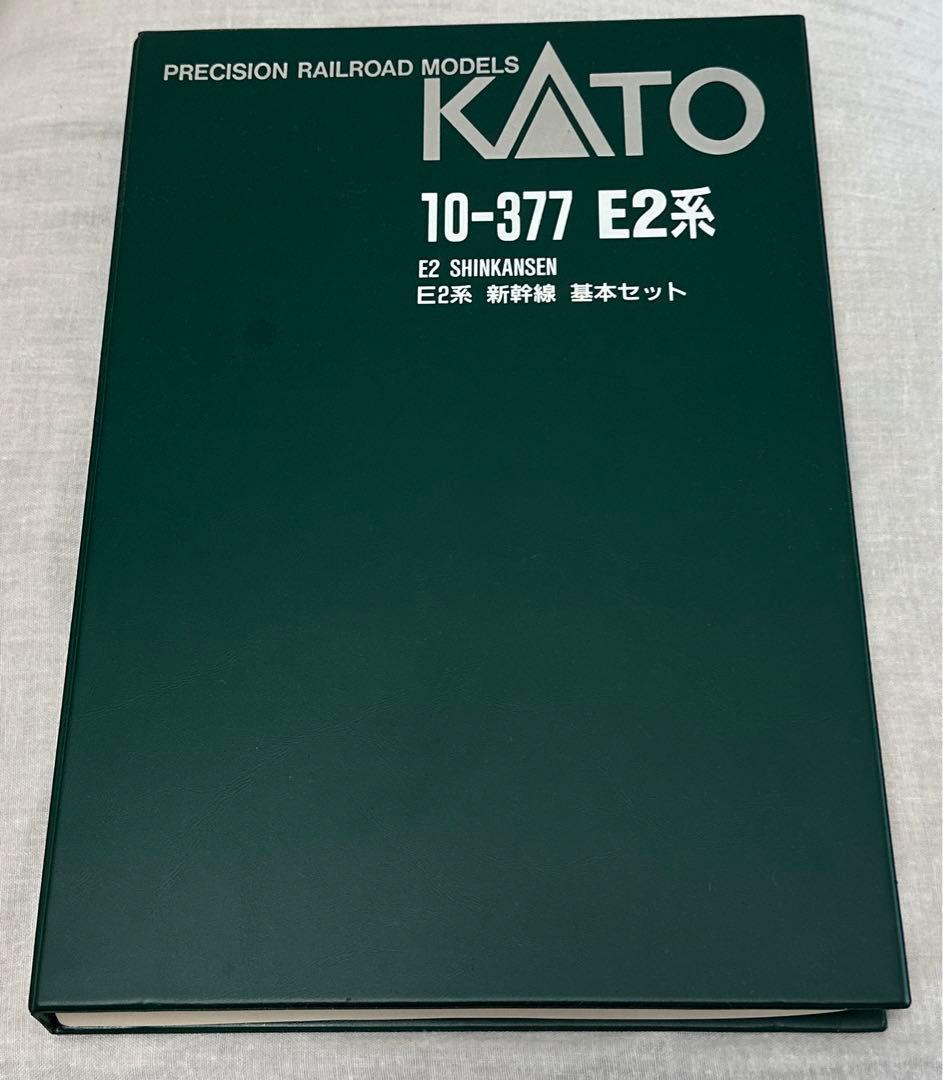 PRECISION RAILROAD MODELS
KATO
10-377 E2系
E2 SHINKANSEN
E2系 新幹線 基本セット